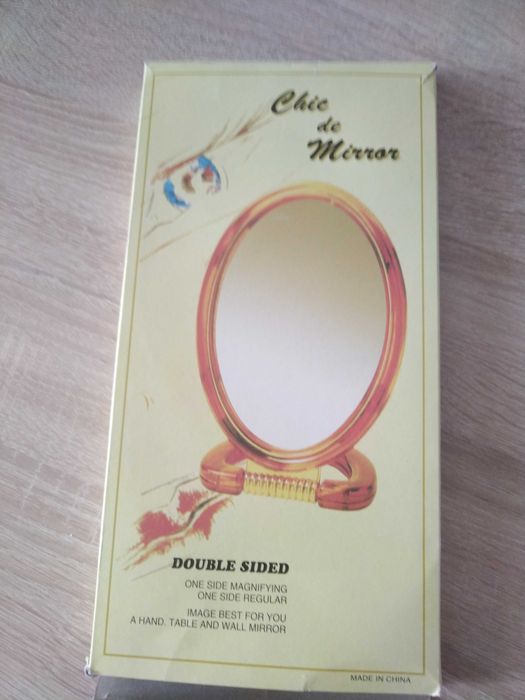 Chic
de
Mirror
DOUBLE SIDED
ONE SIDE MAGNIFYING
ONE SIDE REGULAR
IMAGE BEST FOR YOU
A HAND. TABLE AND WALL MIRROR
MADE IN CHINA